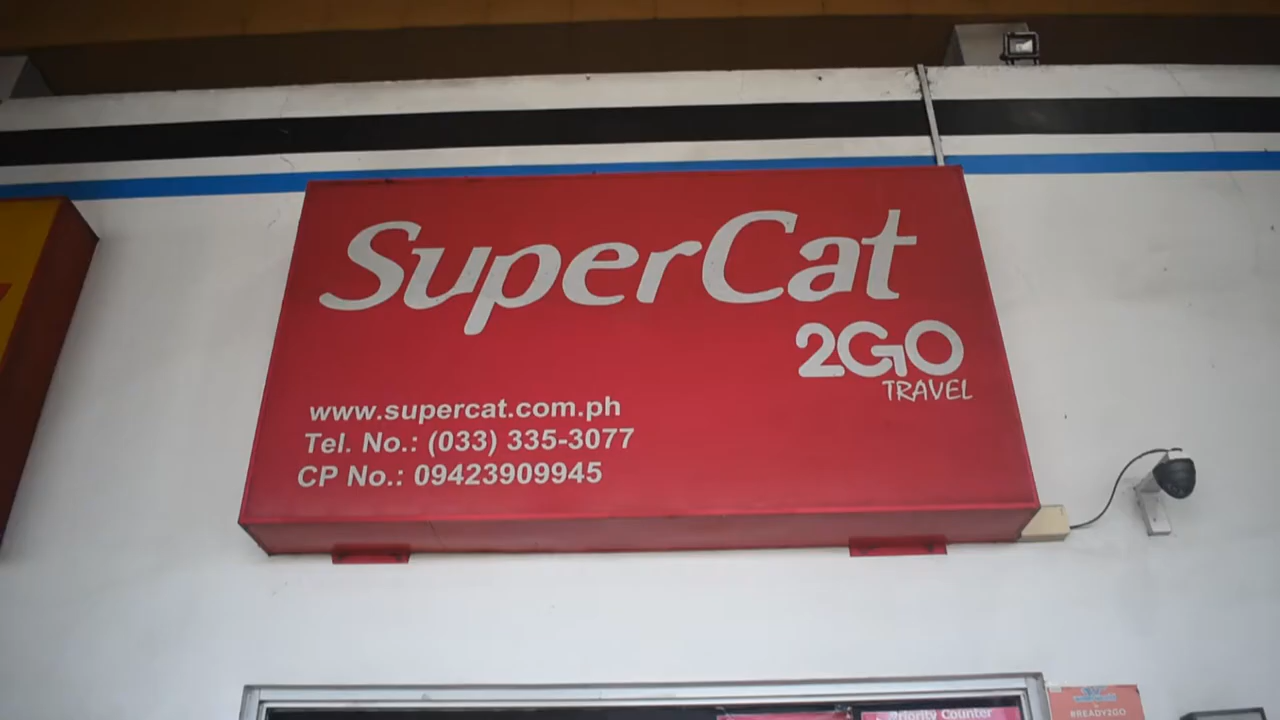 SuperCat
2GO
TRAVEL
www.supercat.com.ph
Tel. No.: (033) 335-3077
CP No.: 09423909945
Priority Counter
#READY2GO